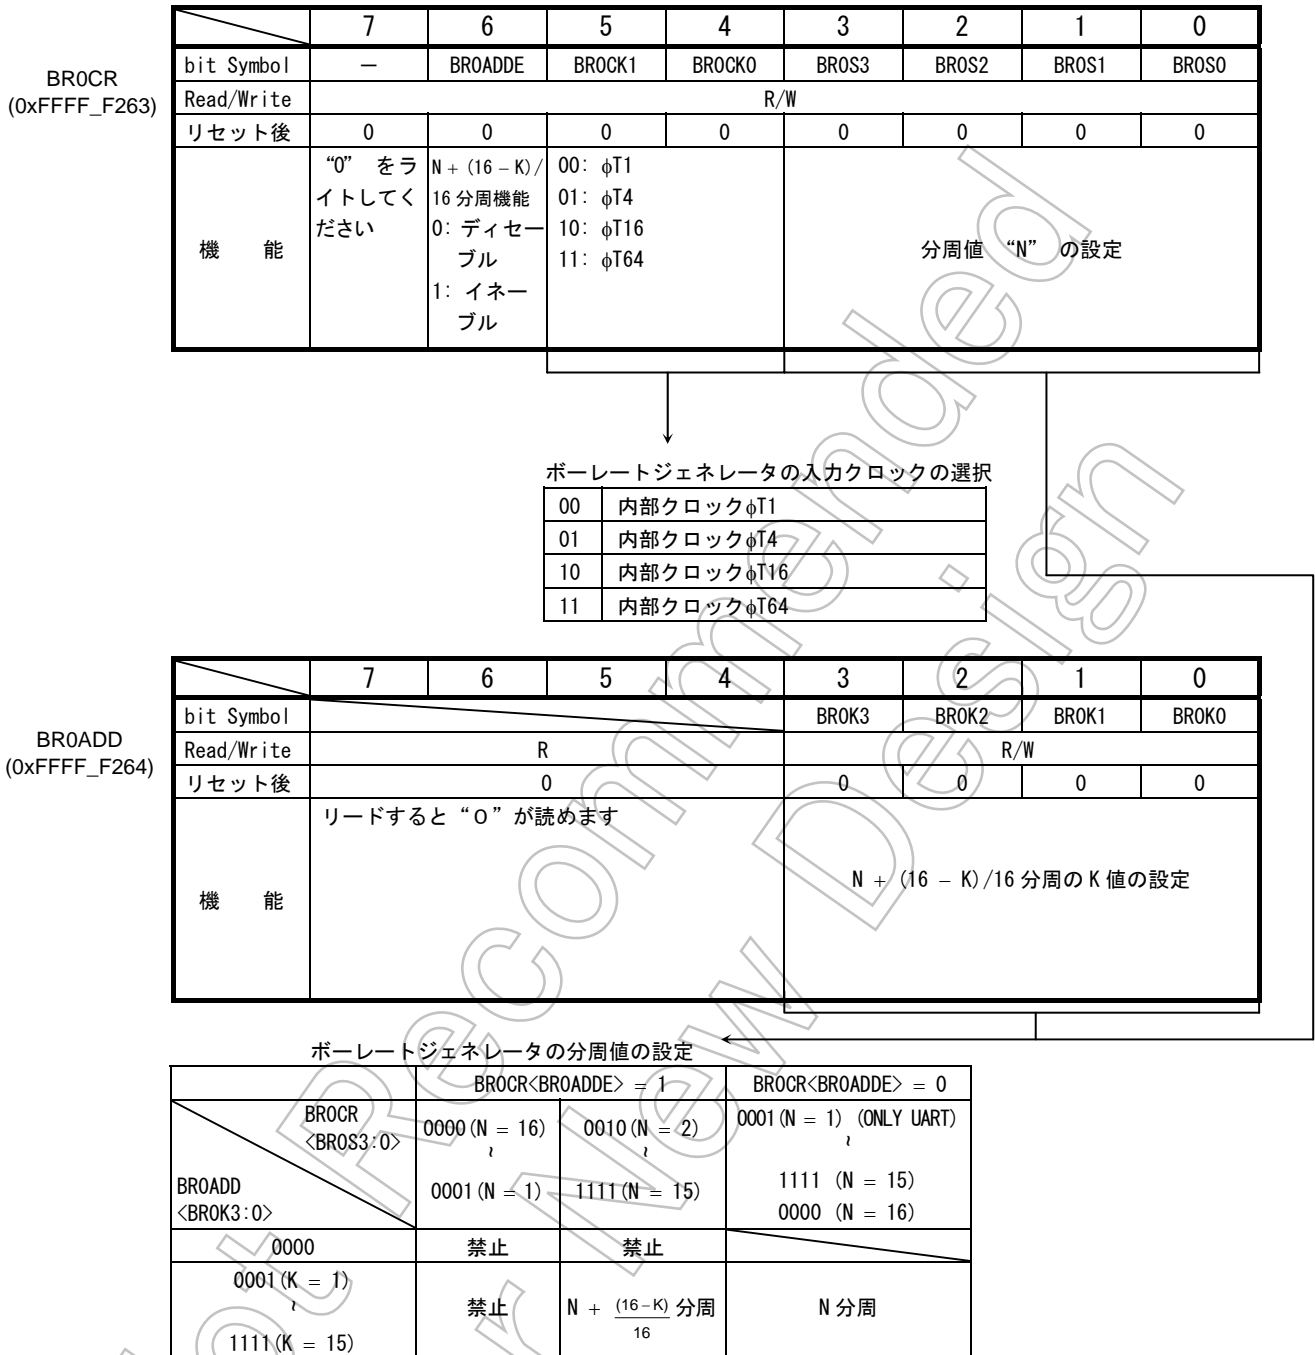 7 6 5 4 3 2 1 0
BR0CR
(0xFFFF_F263)
bit Symbol － BR0ADDE BR0CK1 BR0CK0 BR0S3 BR0S2 BR0S1 BR0S0
Read/Write R/W
リセット後 0 0 0 0 0 0 0 0
機 能
“0” をラ
イトしてく
ださい
N + (16 − K)/
16 分周機能
0: ディセー
ブル
1: イネー
ブル
00: φT1
01: φT4
10: φT16
11: φT64
分周値 “N” の設定
ボーレートジェネレータの入力クロックの選択
00 内部クロックφT1
01 内部クロックφT4
10 内部クロックφT16
11 内部クロックφT64
7 6 5 4 3 2 1 0
BR0ADD
(0xFFFF_F264)
bit Symbol BR0K3 BR0K2 BR0K1 BR0K0
Read/Write R R/W
リセット後 0 0 0 0 0
機 能
リードすると“０”が読めます
N + (16 − K)/16 分周の K 値の設定
ボーレートジェネレータの分周値の設定
BR0CR<BR0ADDE> = 1 BR0CR<BR0ADDE> = 0
BR0CR
<BR0S3:0>
BR0ADD
<BR0K3:0>
0000(N = 16)
~
0001(N = 1)
0010(N = 2)
~
1111(N = 15)
0001(N = 1) (ONLY UART)
~
1111 (N = 15)
0000 (N = 16)
0000 禁止 禁止
0001(K = 1)
~
1111(K = 15)
禁止
N + (16−K)/16 分周
N 分周
Not Recommended
for New Design